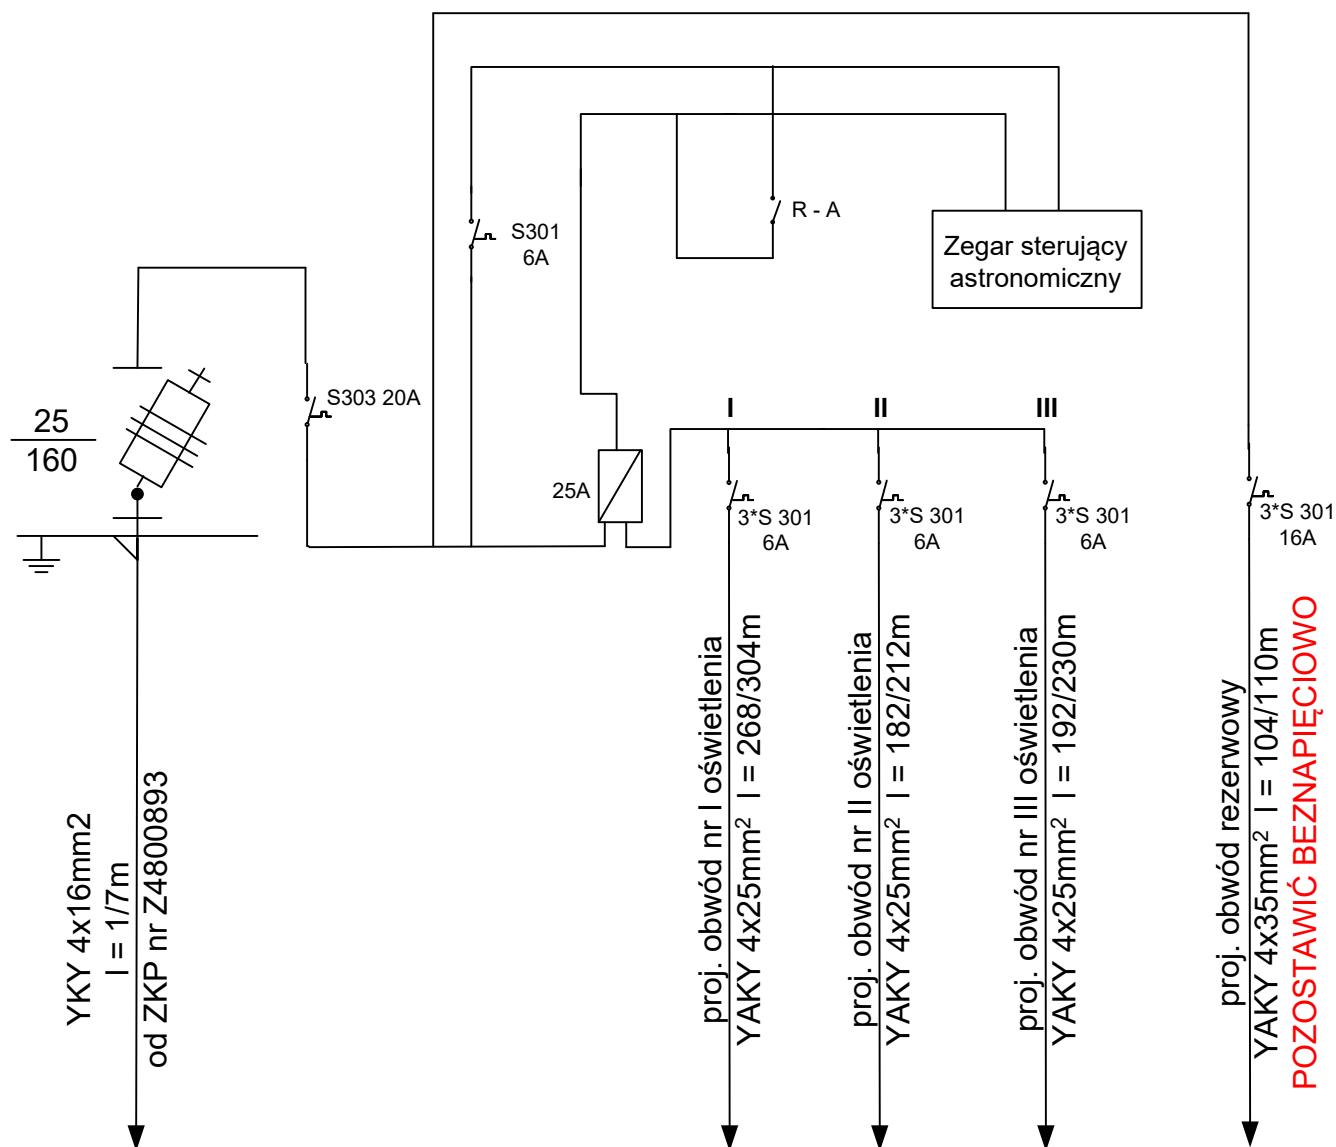 R - A
S301
6A
Zegar sterujący
astronomiczny
S303 20A
25
160
I
II
III
25A
3*S 301
6A
3*S 301
6A
3*S 301
6A
3*S 301
16A
YKY 4x16mm2
l = 1/7m
od ZKP nr Z4800893
proj. obwód nr I oświetlenia
YAKY 4x25mm² l = 268/304m
proj. obwód nr II oświetlenia
YAKY 4x25mm² l = 182/212m
proj. obwód nr III oświetlenia
YAKY 4x25mm² l = 192/230m
proj. obwód rezerwowy
YAKY 4x35mm² l = 104/110m
POZOSTAWIĆ BEZNAPIĘCIOWO